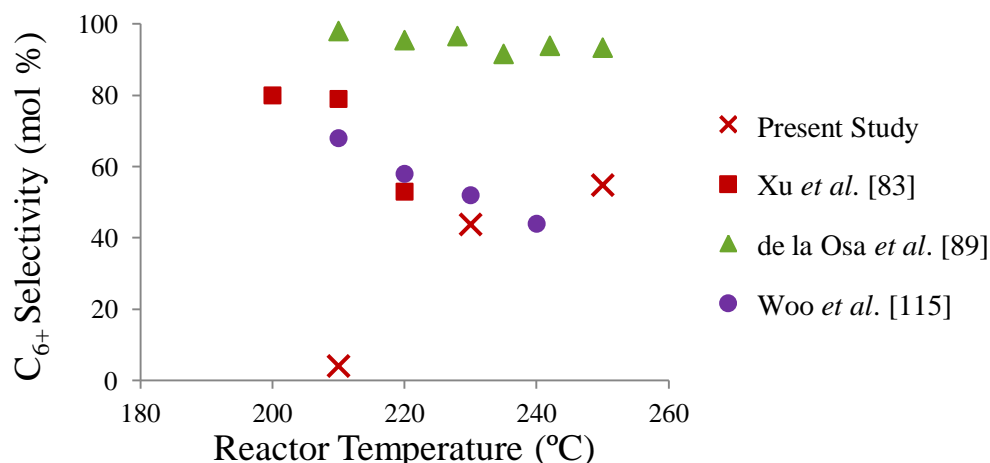 C6+ Selectivity (mol %)
100
80
60
40
20
0
180
200
220
240
260
Reactor Temperature (ºC)
Present Study
Xu et al. [83]
de la Osa et al. [89]
Woo et al. [115]